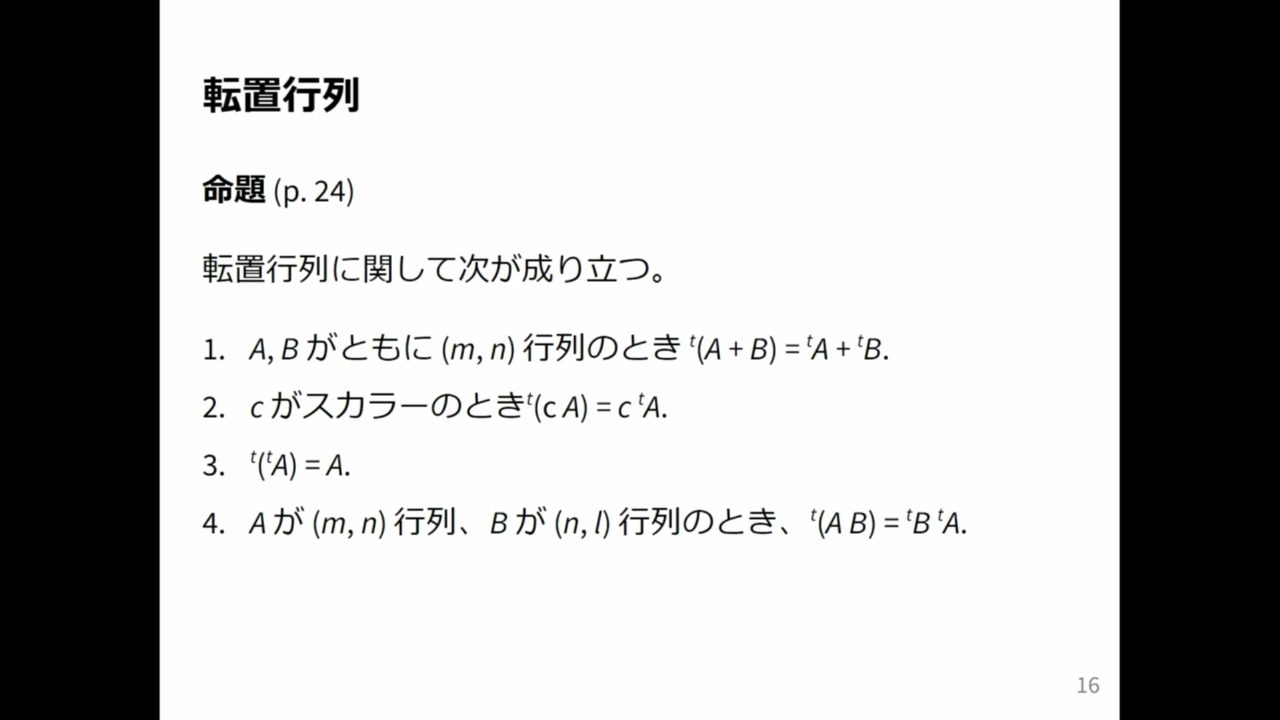 転置行列
命題 (p. 24)
転置行列に関して次が成り立つ。
1. A, B がともに (m, n) 行列のとき ᵗ(A + B) = ᵗA + ᵗB.
2. c がスカラーのときᵗ(c A) = c ᵗA.
3. ᵗ(ᵗA) = A.
4. A が (m, n) 行列、B が (n, l) 行列のとき、ᵗ(A B) = ᵗB ᵗA.
16